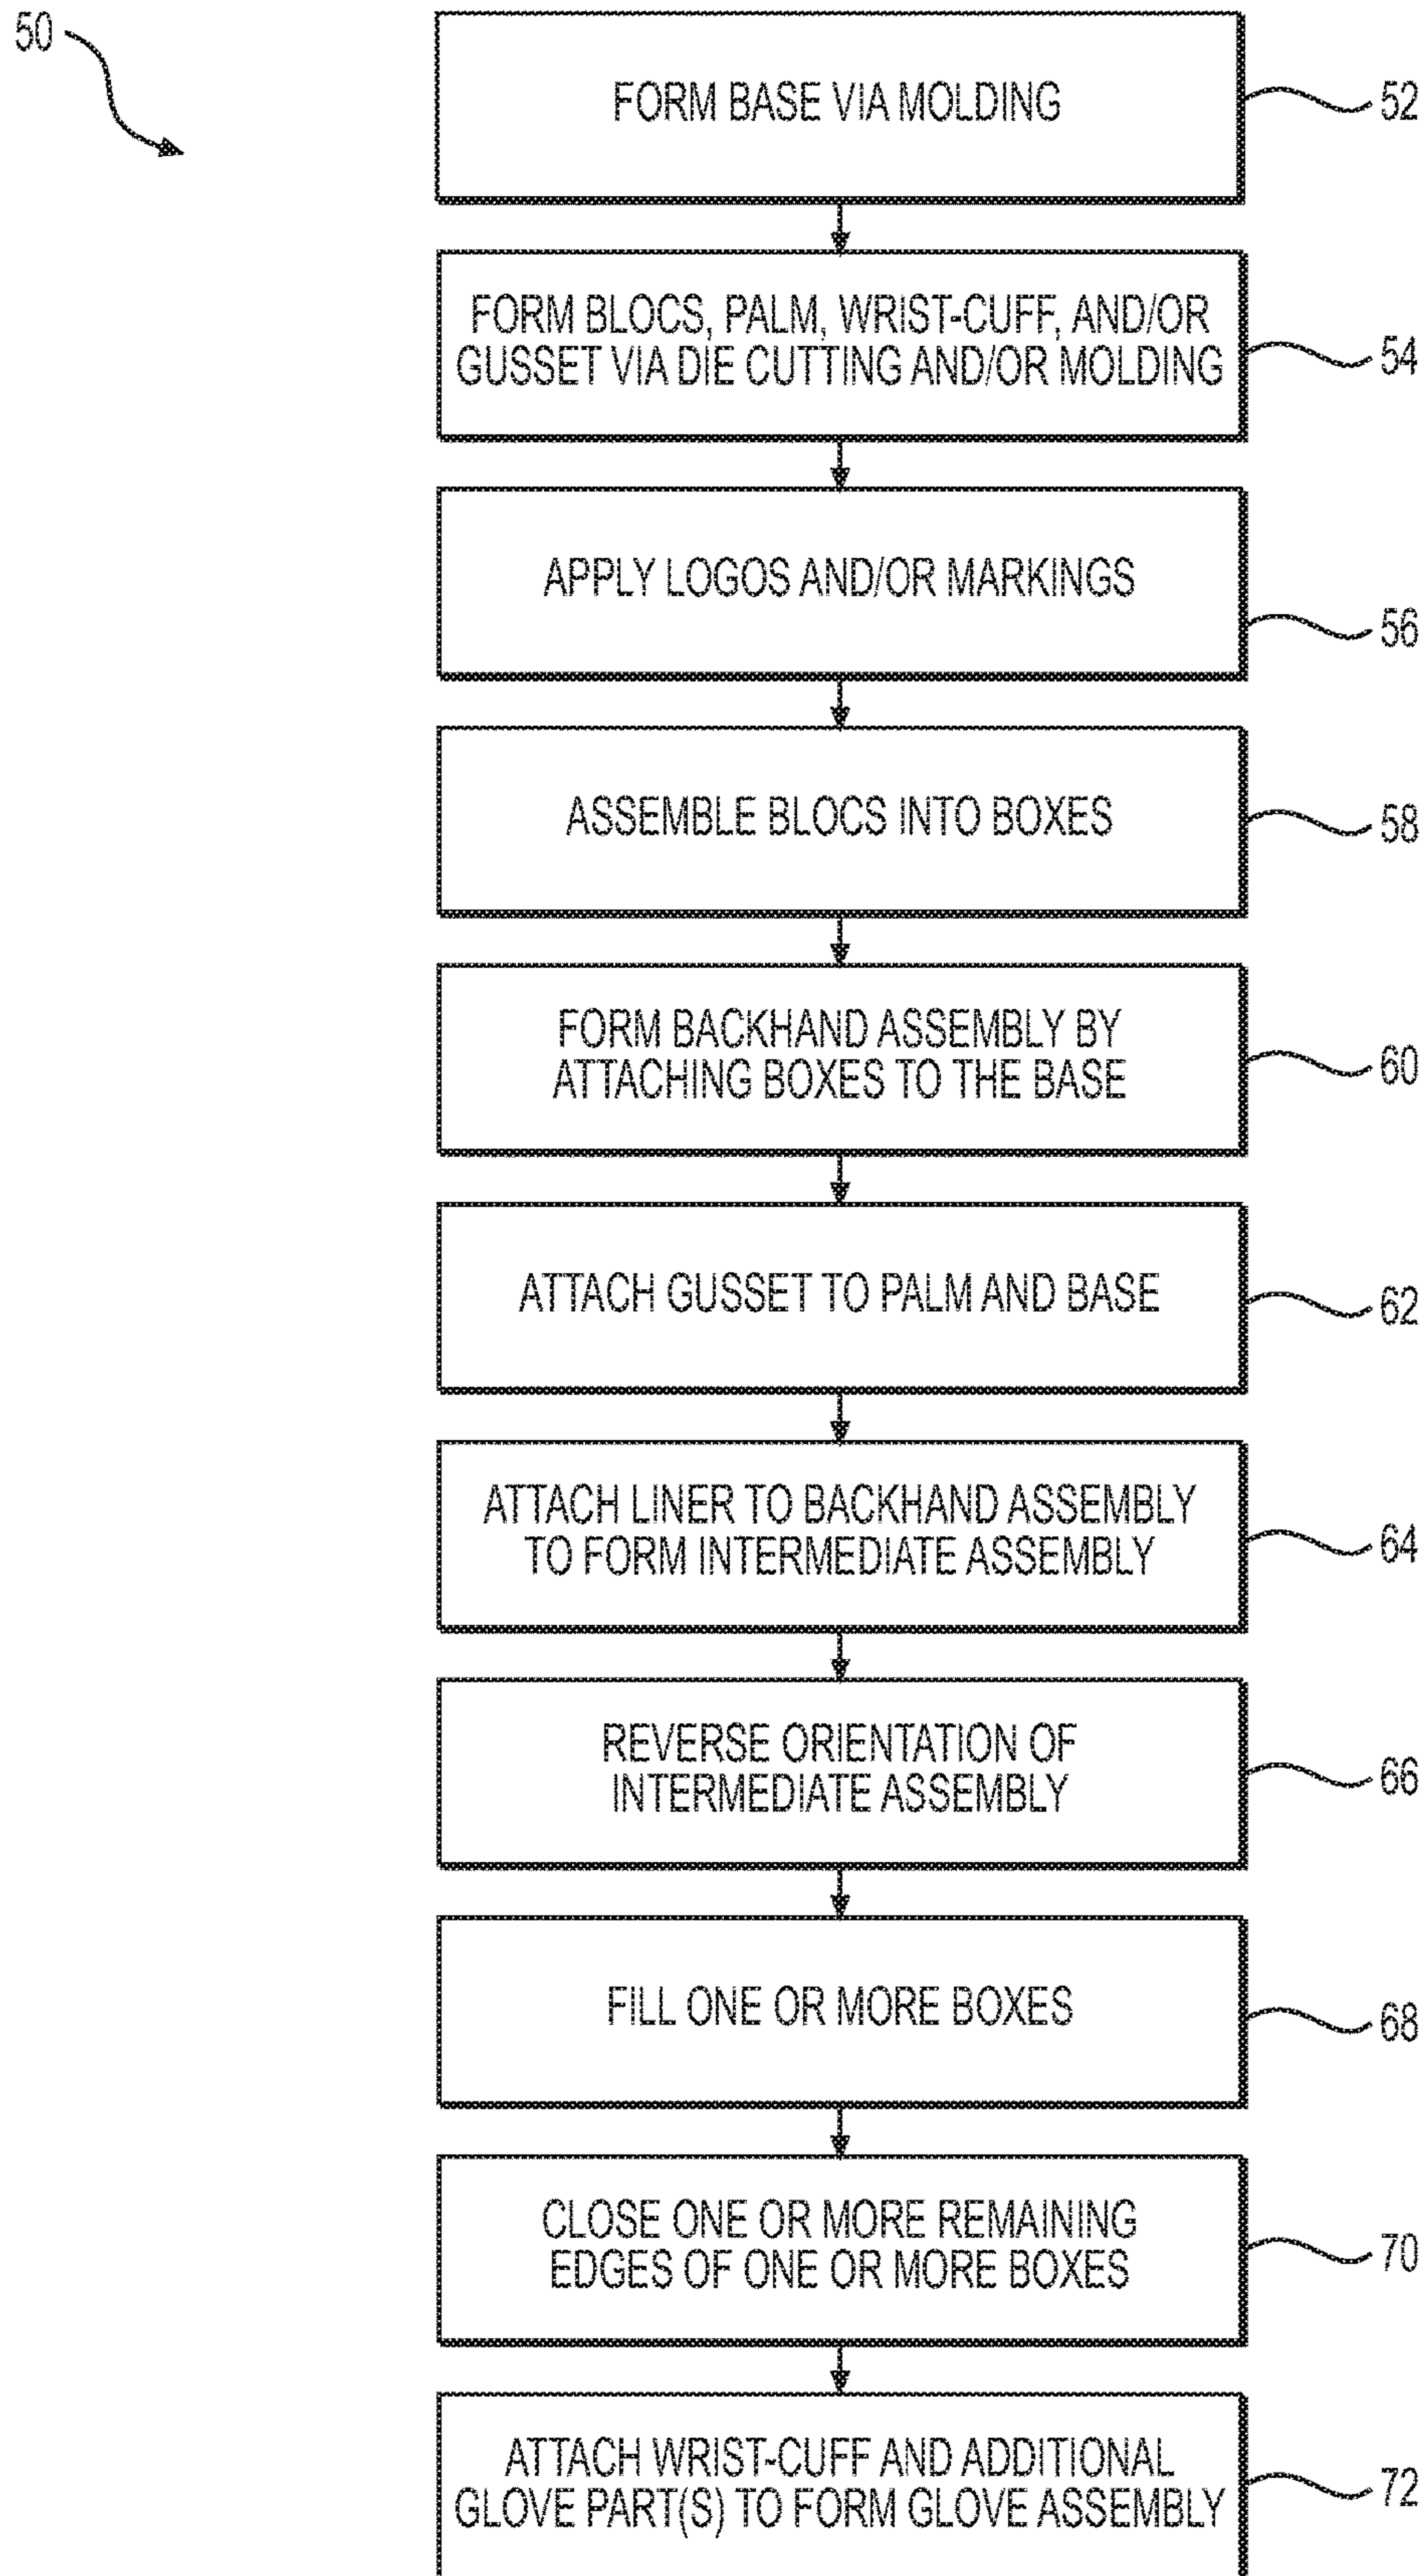 50
FORM BASE VIA MOLDING
52
FORM BLOCS, PALM, WRIST-CUFF, AND/OR
GUSSET VIA DIE CUTTING AND/OR MOLDING
54
APPLY LOGOS AND/OR MARKINGS
56
ASSEMBLE BLOCS INTO BOXES
58
FORM BACKHAND ASSEMBLY BY
ATTACHING BOXES TO THE BASE
60
ATTACH GUSSET TO PALM AND BASE
62
ATTACH LINER TO BACKHAND ASSEMBLY
TO FORM INTERMEDIATE ASSEMBLY
64
REVERSE ORIENTATION OF
INTERMEDIATE ASSEMBLY
66
FILL ONE OR MORE BOXES
68
CLOSE ONE OR MORE REMAINING
EDGES OF ONE OR MORE BOXES
70
ATTACH WRIST-CUFF AND ADDITIONAL
GLOVE PART(S) TO FORM GLOVE ASSEMBLY
72